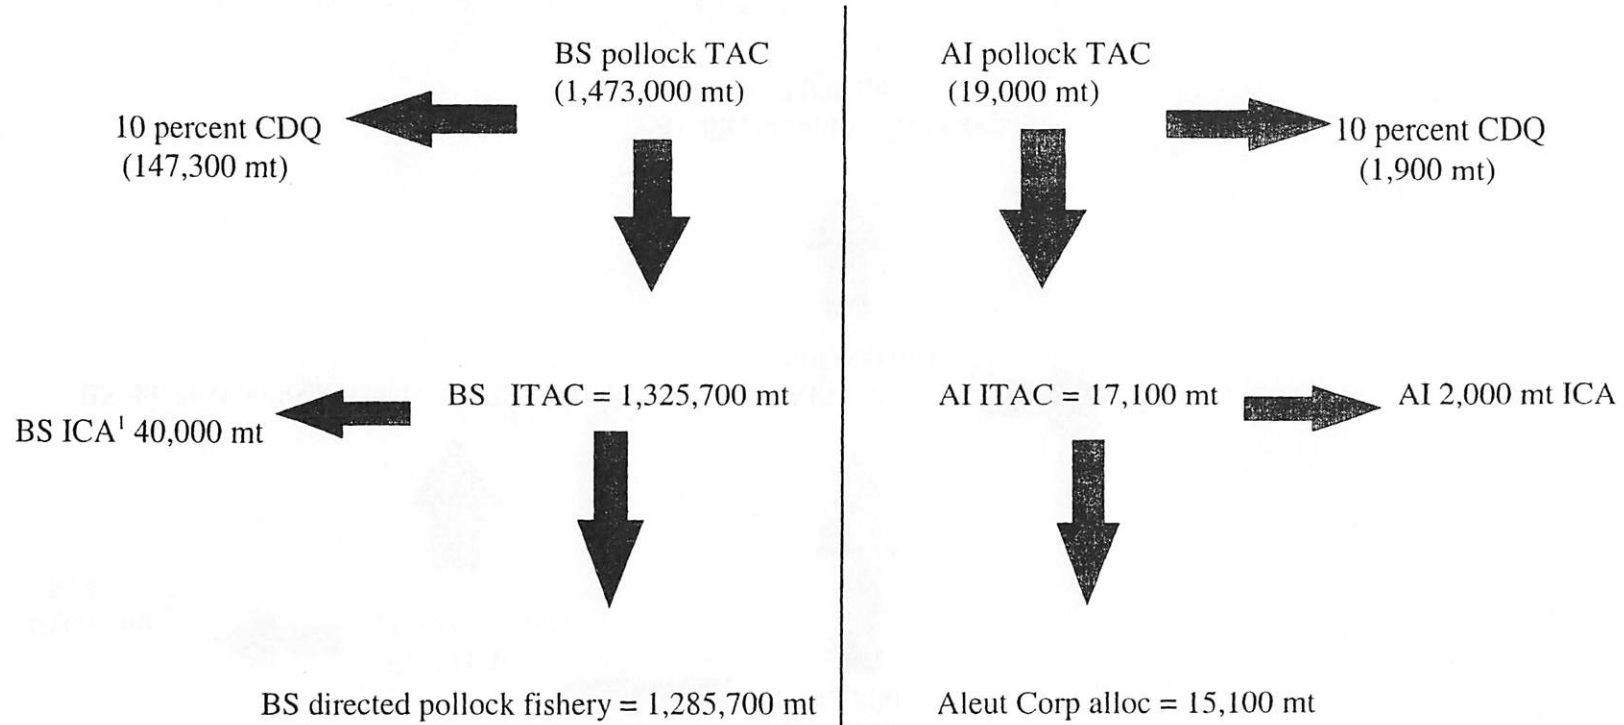 BS pollock TAC
(1,473,000 mt)
10 percent CDQ
(147,300 mt)
BS ITAC = 1,325,700 mt
BS ICA¹ 40,000 mt
BS directed pollock fishery = 1,285,700 mt
AI pollock TAC
(19,000 mt)
10 percent CDQ
(1,900 mt)
AI ITAC = 17,100 mt
AI 2,000 mt ICA
Aleut Corp alloc = 15,100 mt